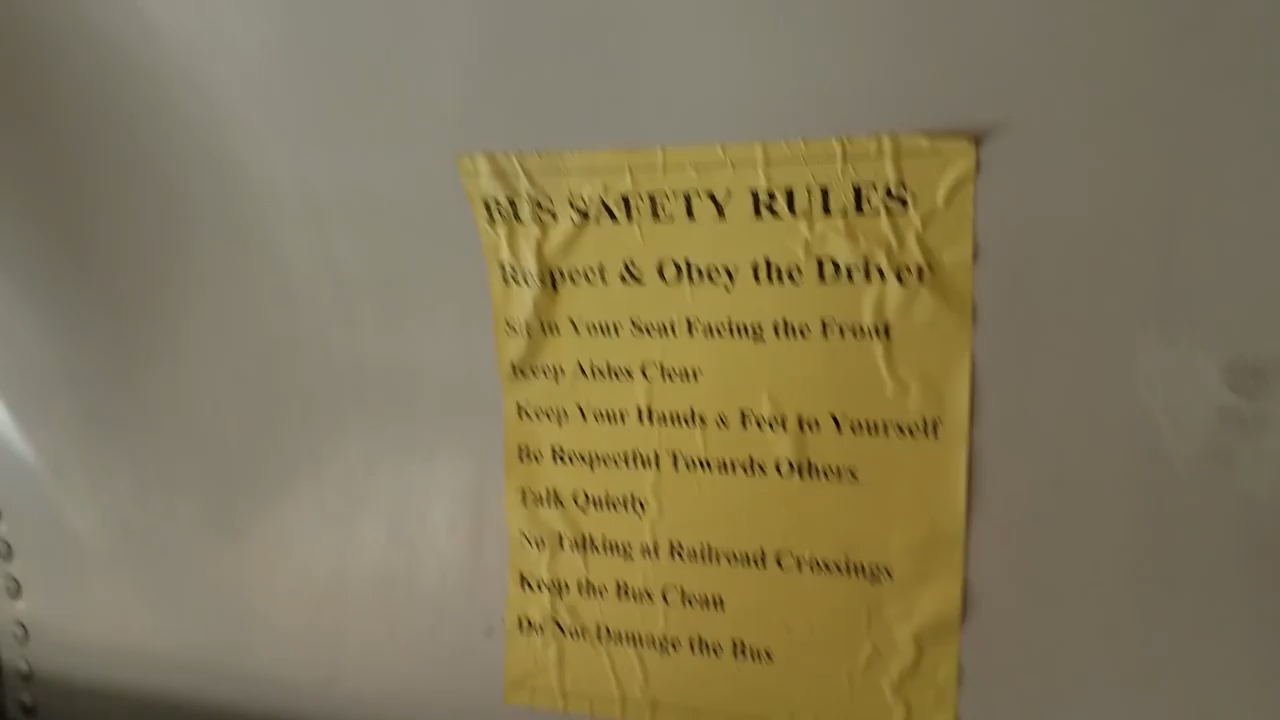 BUS SAFETY RULES
Respect & Obey the Driver
Sit in Your Seat Facing the Front
Keep Aisles Clear
Keep Your Hands & Feet to Yourself
Be Respectful Towards Others
Talk Quietly
No Talking at Railroad Crossings
Keep the Bus Clean
Do Not Damage the Bus